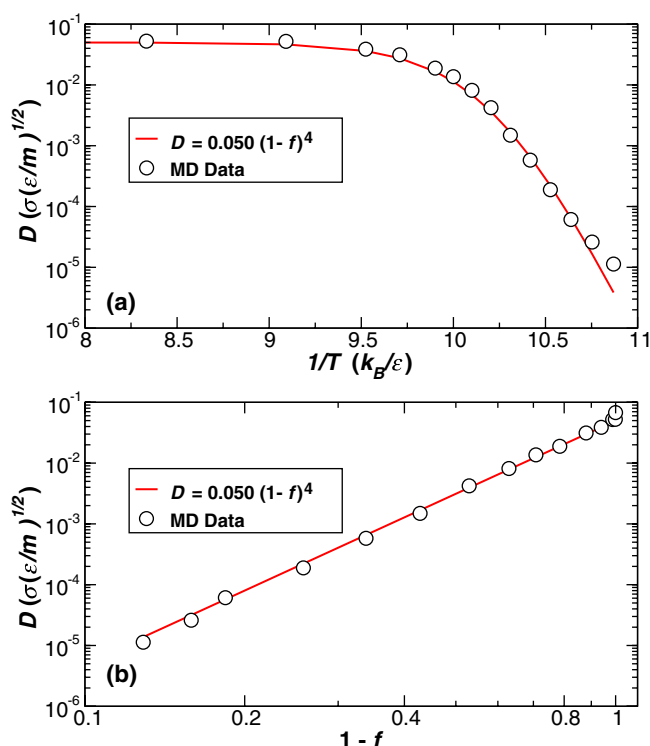 10⁻¹
10⁻²
10⁻³
10⁻⁴
10⁻⁵
10⁻⁶
D (σ(ε/m)^1/2)
D = 0.050 (1- f)⁴
MD Data
(a)
8 8.5 9 9.5 10 10.5 11
1/T (k_B/ε)
10⁻¹
10⁻²
10⁻³
10⁻⁴
10⁻⁵
10⁻⁶
D (σ(ε/m)^1/2)
D = 0.050 (1- f)⁴
MD Data
(b)
0.1 0.2 0.4 0.8 1
1 - f